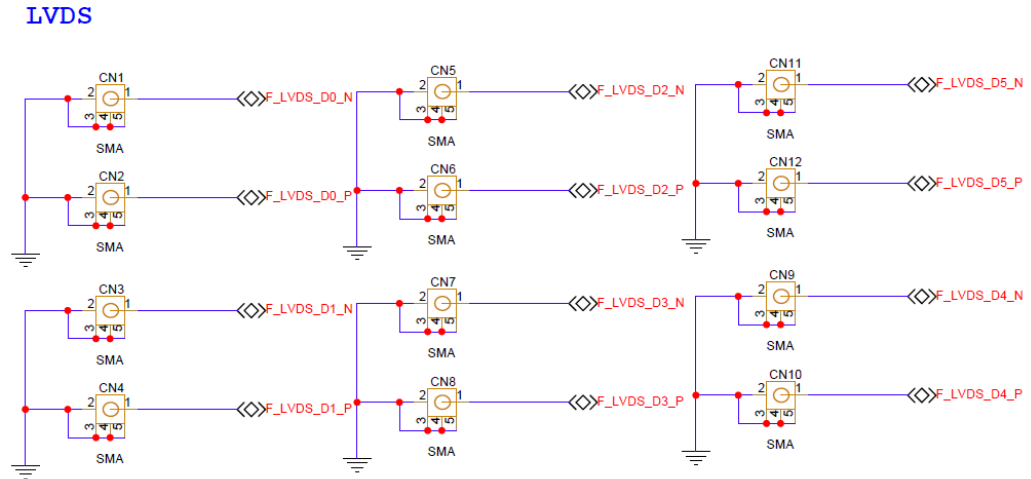 LVDS
CN1
2 1
F_LVDS_D0_N
3 4 5
SMA
CN2
2 1
F_LVDS_D0_P
3 4 5
SMA
CN3
2 1
F_LVDS_D1_N
3 4 5
SMA
CN4
2 1
F_LVDS_D1_P
3 4 5
SMA
CN5
2 1
F_LVDS_D2_N
3 4 5
SMA
CN6
2 1
F_LVDS_D2_P
3 4 5
SMA
CN7
2 1
F_LVDS_D3_N
3 4 5
SMA
CN8
2 1
F_LVDS_D3_P
3 4 5
SMA
CN11
2 1
F_LVDS_D5_N
3 4 5
SMA
CN12
2 1
F_LVDS_D5_P
3 4 5
SMA
CN9
2 1
F_LVDS_D4_N
3 4 5
SMA
CN10
2 1
F_LVDS_D4_P
3 4 5
SMA